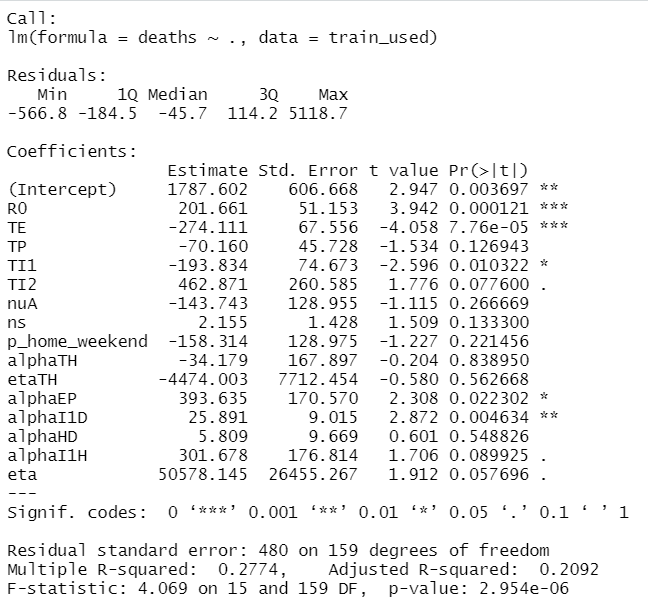 Call:
lm(formula = deaths ~ ., data = train_used)
Residuals:
   Min     1Q Median     3Q    Max
-566.8 -184.5  -45.7  114.2 5118.7
Coefficients:
                Estimate Std. Error t value Pr(>|t|)
(Intercept)     1787.602    606.668   2.947 0.003697 **
R0               201.661     51.153   3.942 0.000121 ***
TE              -274.111     67.556  -4.058 7.76e-05 ***
TP               -70.160     45.728  -1.534 0.126943
TI1             -193.834     74.673  -2.596 0.010322 *
TI2              462.871    260.585   1.776 0.077600 .
nuA             -143.743    128.955  -1.115 0.266669
ns                 2.155      1.428   1.509 0.133300
p_home_weekend  -158.314    128.975  -1.227 0.221456
alphaTH          -34.179    167.897  -0.204 0.838950
etaTH          -4474.003   7712.454  -0.580 0.562668
alphaEP          393.635    170.570   2.308 0.022302 *
alphaI1D          25.891      9.015   2.872 0.004634 **
alphaHD            5.809      9.669   0.601 0.548826
alphaI1H         301.678    176.814   1.706 0.089925 .
eta            50578.145  26455.267   1.912 0.057696 .
---
Signif. codes:  0 ‘***’ 0.001 ‘**’ 0.01 ‘*’ 0.05 ‘.’ 0.1 ‘ ’ 1
Residual standard error: 480 on 159 degrees of freedom
Multiple R-squared:  0.2774,    Adjusted R-squared:  0.2092
F-statistic: 4.069 on 15 and 159 DF,  p-value: 2.954e-06